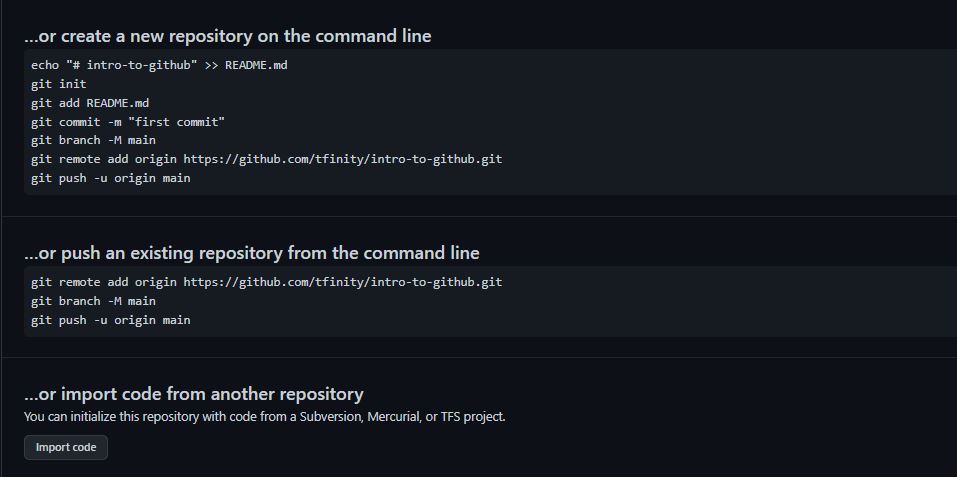 ...or create a new repository on the command line
echo "# intro-to-github" >> README.md
git init
git add README.md
git commit -m "first commit"
git branch -M main
git remote add origin https://github.com/tfinity/intro-to-github.git
git push -u origin main
...or push an existing repository from the command line
git remote add origin https://github.com/tfinity/intro-to-github.git
git branch -M main
git push -u origin main
...or import code from another repository
You can initialize this repository with code from a Subversion, Mercurial, or TFS project.
Import code